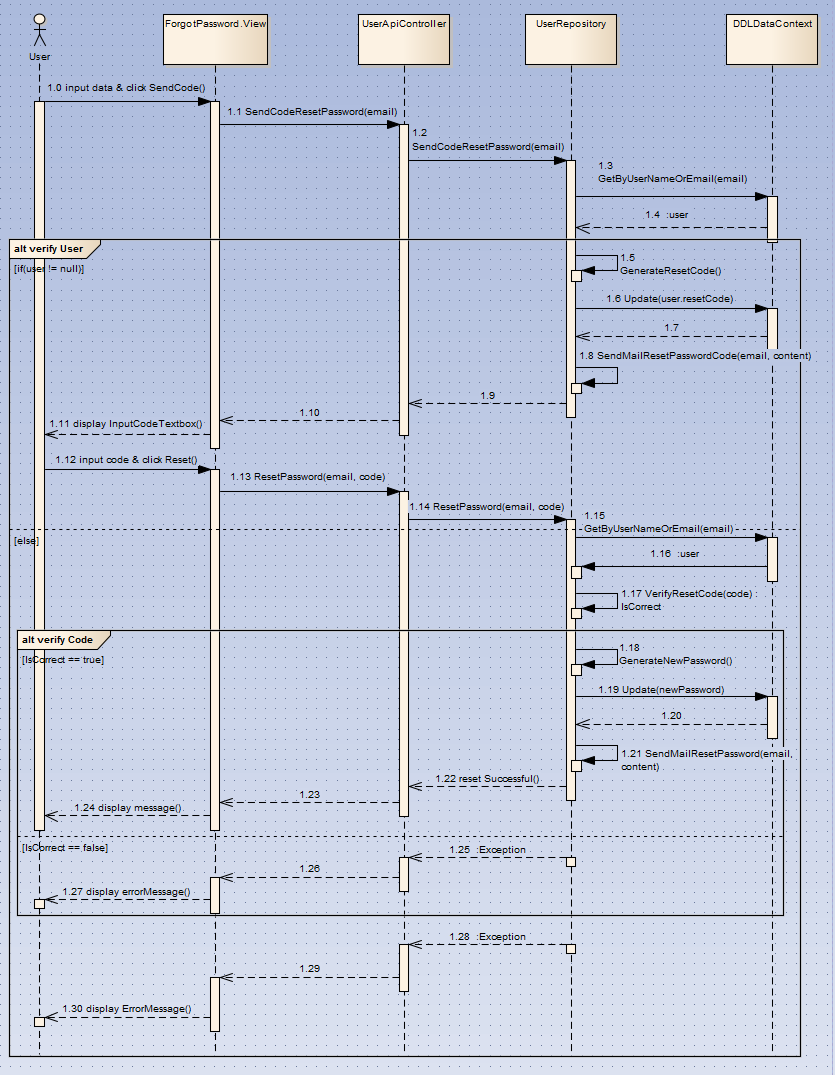 ForgotPassword.View
UserApiController
UserRepository
DDLDataContext
User
1.0 input data & click SendCode()
1.1 SendCodeResetPassword(email)
1.2
SendCodeResetPassword(email)
1.3
GetByUserNameOrEmail(email)
1.4 :user
alt verify User
[if(user != null)]
1.5
GenerateResetCode()
1.6 Update(user.resetCode)
1.7
1.8 SendMailResetPasswordCode(email, content)
1.9
1.10
1.11 display InputCodeTextbox()
1.12 input code & click Reset()
1.13 ResetPassword(email, code)
1.14 ResetPassword(email, code)
1.15
GetByUserNameOrEmail(email)
[else]
1.16 :user
1.17 VerifyResetCode(code) :
IsCorrect
alt verify Code
[IsCorrect == true]
1.18
GenerateNewPassword()
1.19 Update(newPassword)
1.20
1.21 SendMailResetPassword(email,
content)
1.22 reset Successful()
1.23
1.24 display message()
[IsCorrect == false]
1.25 :Exception
1.26
1.27 display errorMessage()
1.28 :Exception
1.29
1.30 display ErrorMessage()